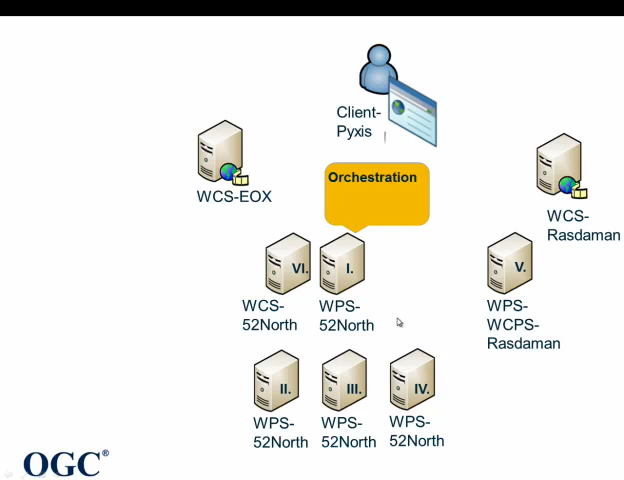 Client-
Pyxis
WCS-EOX
Orchestration
WCS-
Rasdaman
VI.
I.
V.
WCS-
52North
WPS-
52North
WPS-
WCPS-
Rasdaman
II.
III.
IV.
WPS-
52North
WPS-
52North
WPS-
52North
OGC®